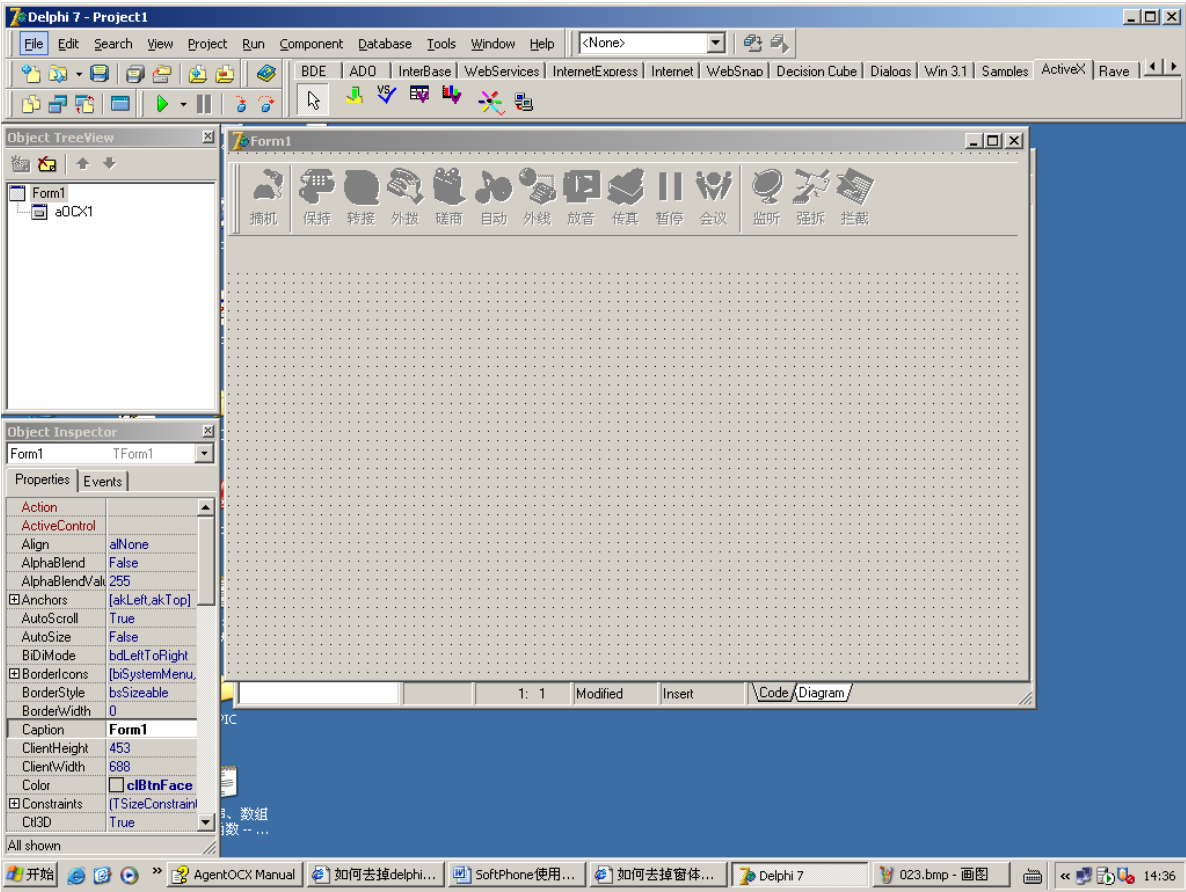 Delphi 7 - Project1
File Edit Search View Project Run Component Database Tools Window Help <None>
BDE ADO InterBase WebServices InternetExpress Internet WebSnap Decision Cube Dialogs Win 3.1 Samples ActiveX Rave
Object TreeView
Form1
aOCX1
Form1
摘机 保持 转接 外拨 磋商 自动 外线 放音 传真 暂停 会议 监听 强拆 拦截
Object Inspector
Form1 TForm1
Properties Events
Action
ActiveControl
Align alNone
AlphaBlend False
AlphaBlendValu 255
Anchors [akLeft,akTop]
AutoScroll True
AutoSize False
BiDiMode bdLeftToRight
BorderIcons [biSystemMenu,
BorderStyle bsSizeable
BorderWidth 0
Caption Form1
ClientHeight 453
ClientWidth 688
Color clBtnFace
Constraints (TSizeConstraint
Ctl3D True
All shown
1: 1 Modified Insert Code Diagram
PIC
、数组
数 -- ...
开始 AgentOCX Manual 如何去掉delphi... SoftPhone使用... 如何去掉窗体... Delphi 7 023.bmp - 画图 14:36